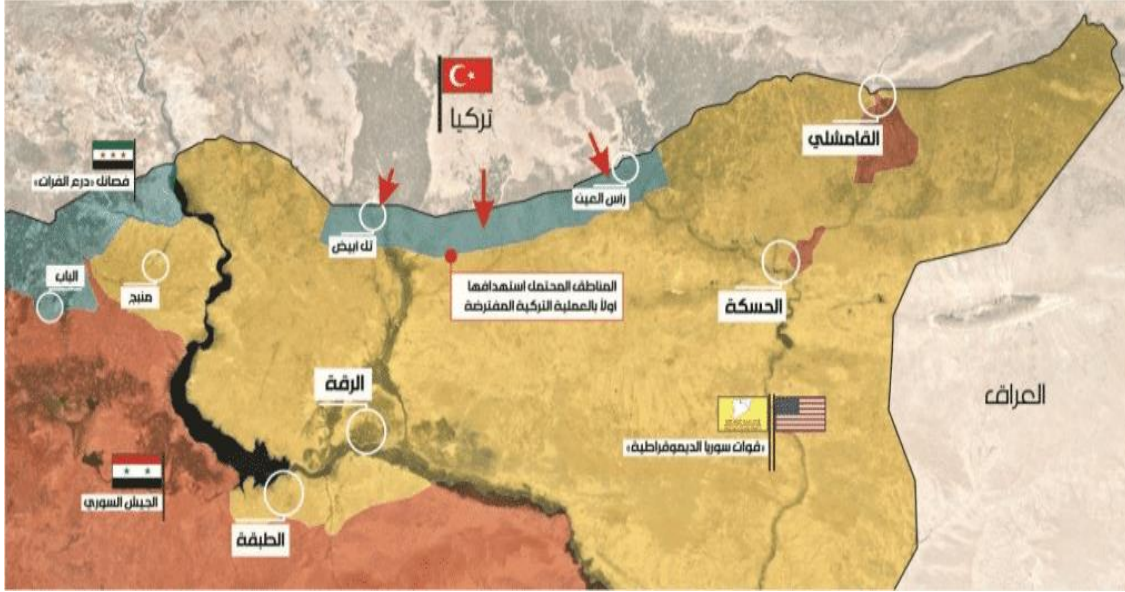 تركيا
القامشلي
فصائل «درع الفرات»
راس العين
تل ابيض
الباب
منبج
المناطق المحتمل استهدافها
اولاً بالعملية التركية المفترضة
الحسكة
الرقة
العراق
«قوات سوريا الديموقراطية»
الجيش السوري
الطبقة